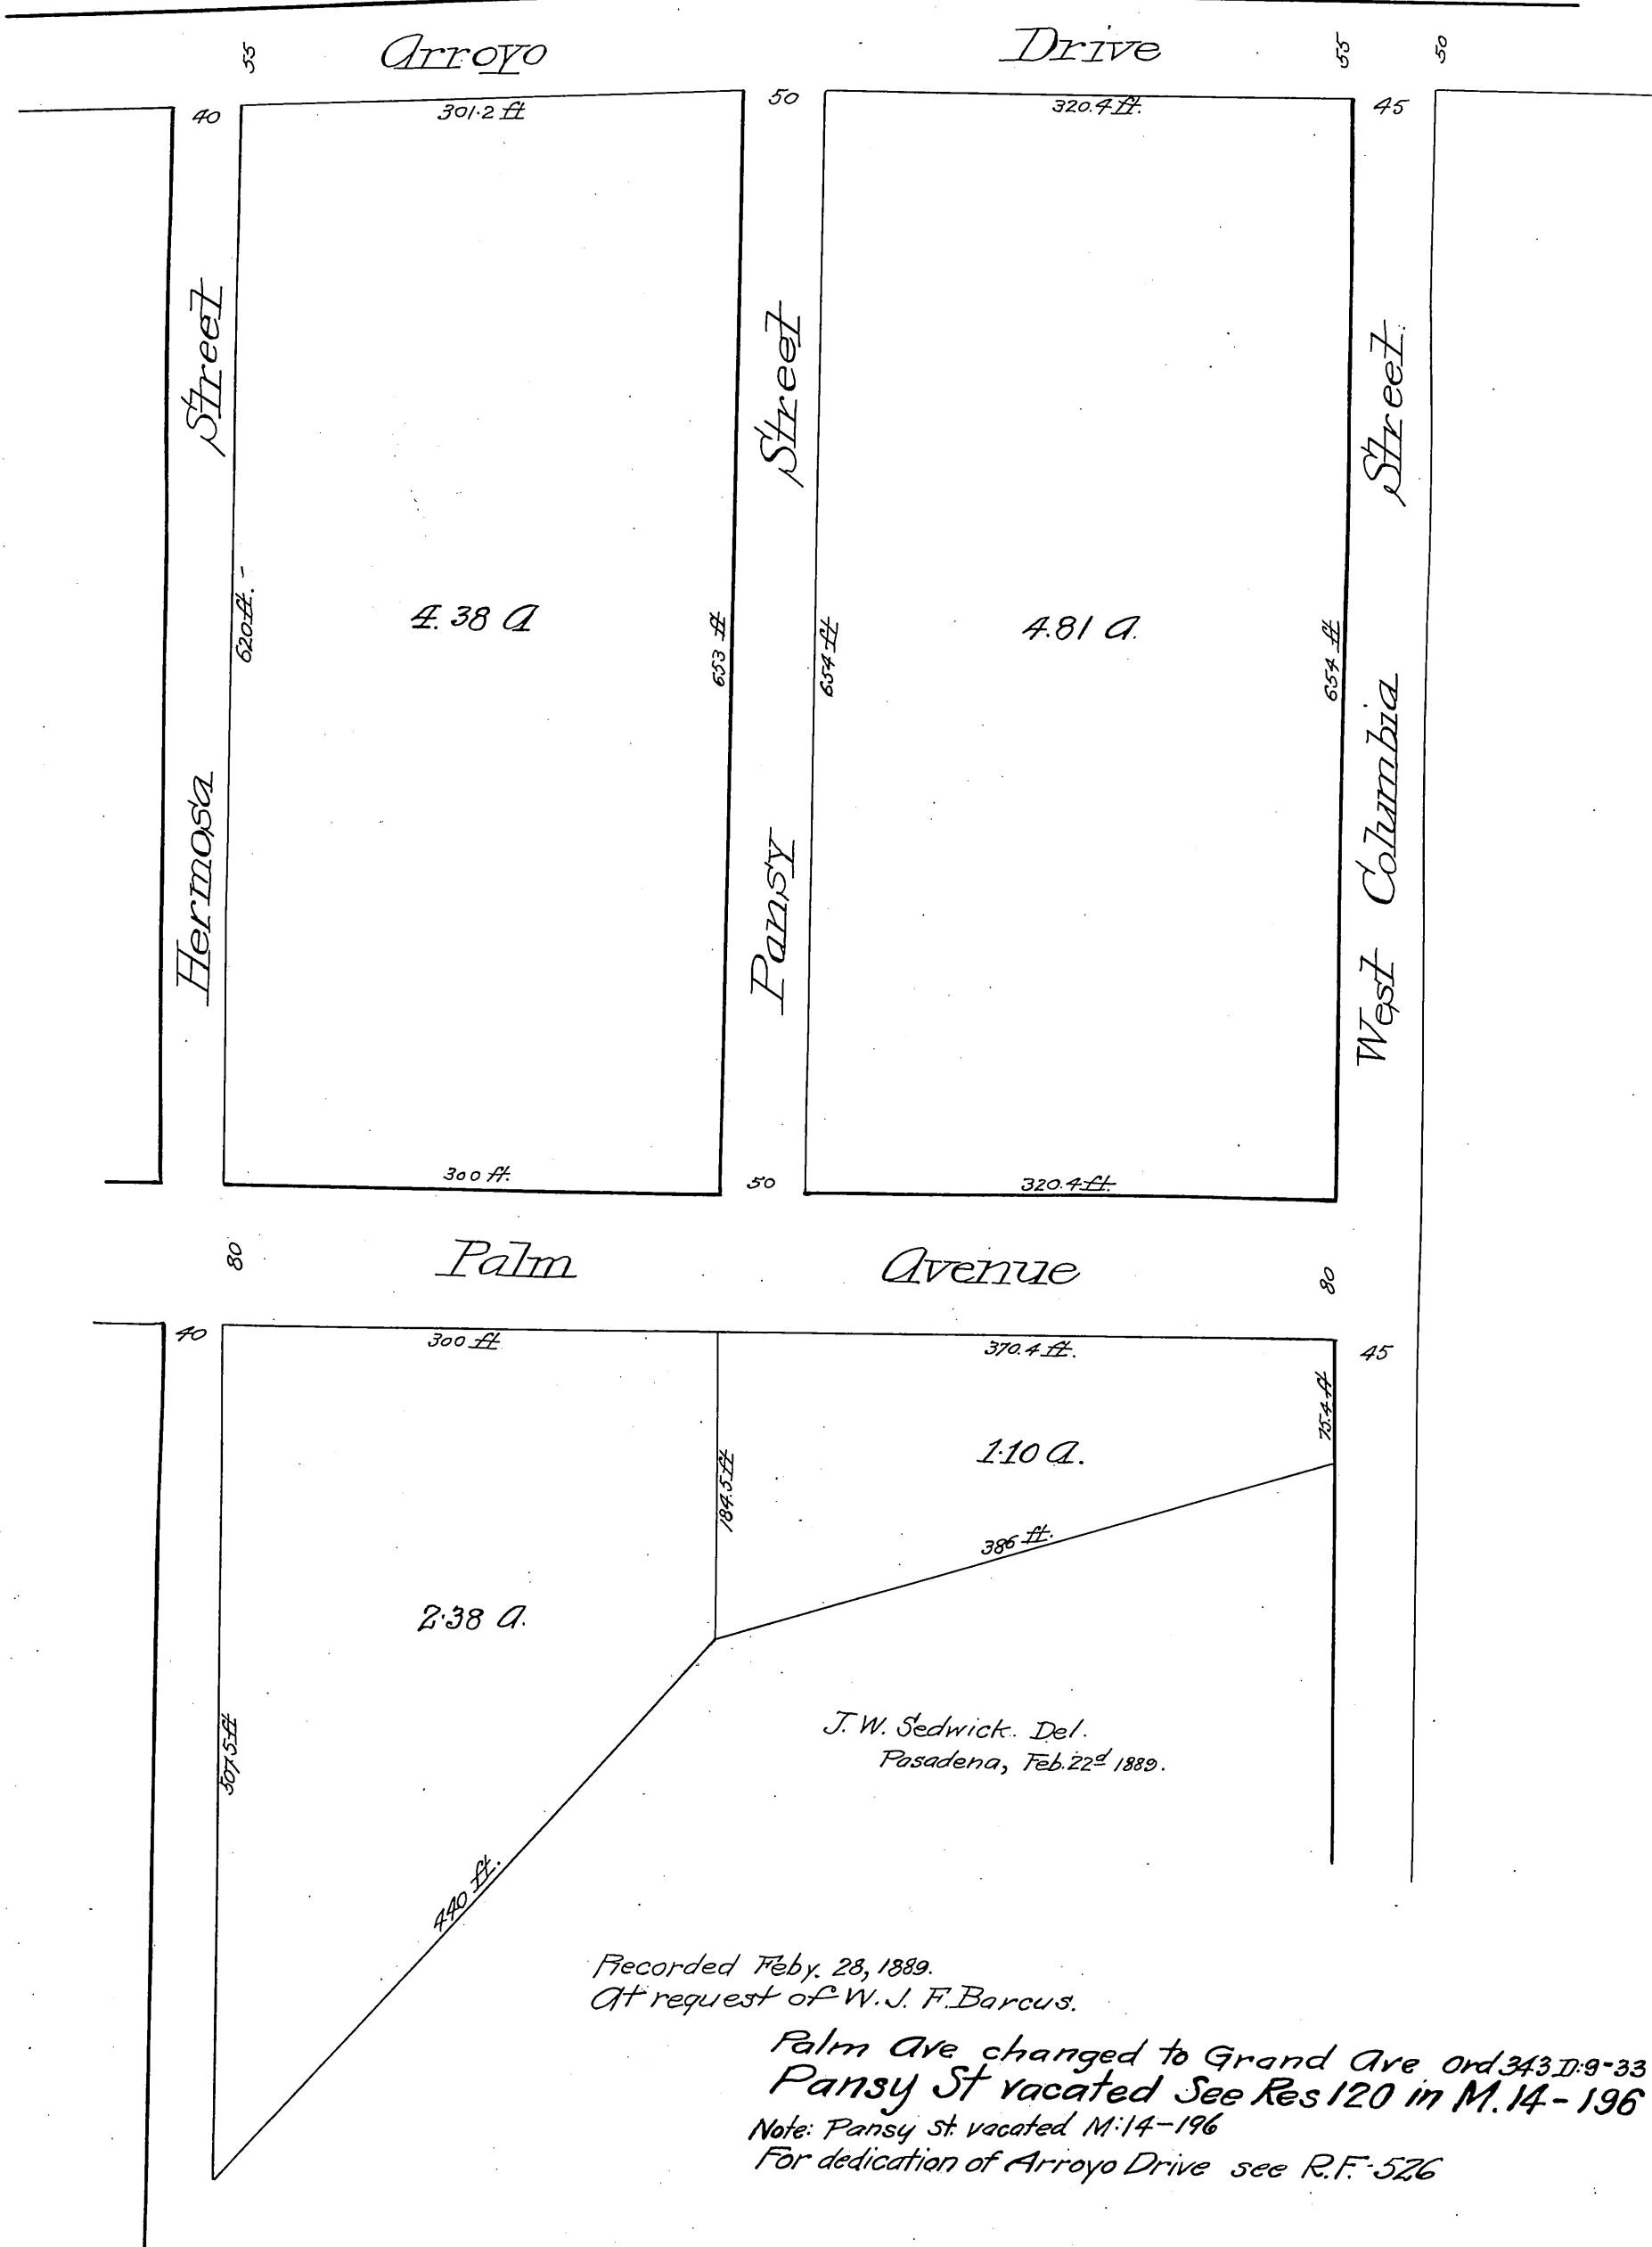 Arroyo Drive
55
55
50
40
301.2 ft
50
320.4 ft.
45
Hermosa Street
Pansy Street
West Columbia Street.
620 ft.
4.38 A
653 ft
654 ft
4.81 A.
654 ft
300 ft.
50
320.4 ft.
80
Palm Avenue
80
40
300 ft
370.4 ft.
45
75.4 ft
184.5 ft
1.10 A.
386 ft.
2.38 A.
507.5 ft
440 ft.
J. W. Sedwick. Del.
Pasadena, Feb. 22d 1889.
Recorded Feby. 28, 1889.
At request of W. J. F. Barcus.
Palm Ave changed to Grand Ave Ord 343 D:9-33
Pansy St vacated See Res 120 in M.14-196
Note: Pansy St. vacated M:14-196
For dedication of Arroyo Drive see R.F.-526